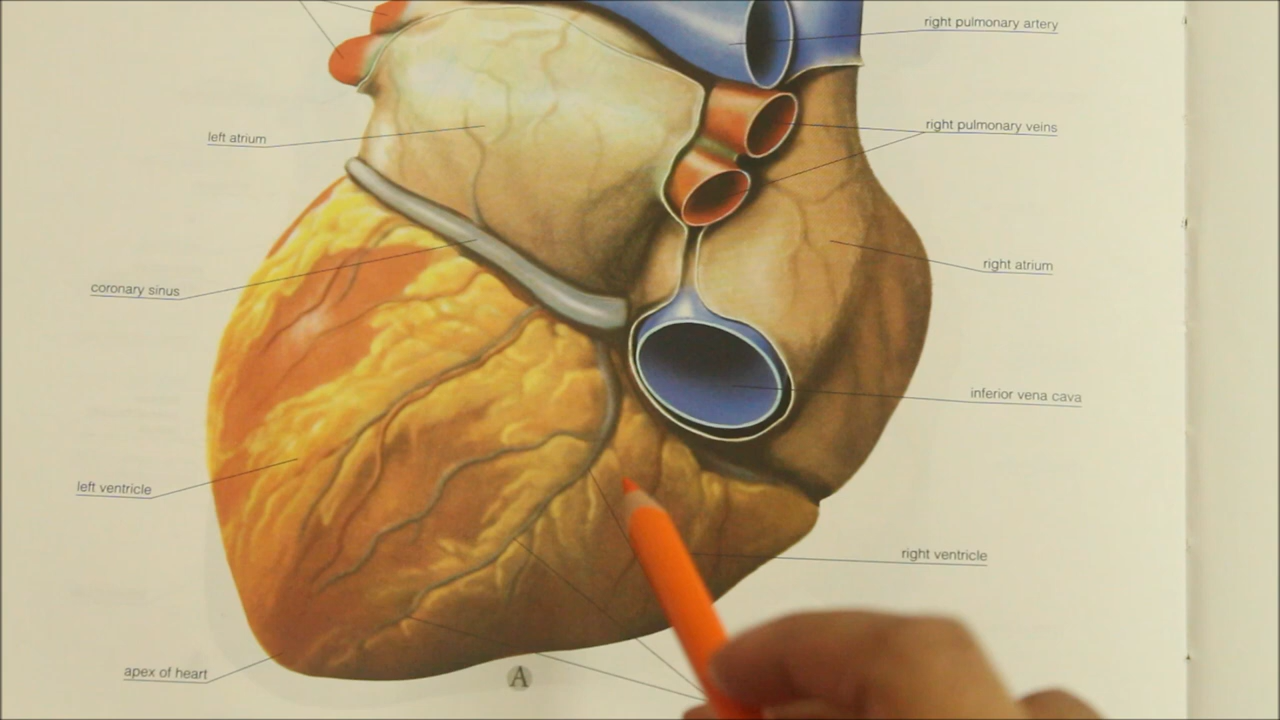 right pulmonary artery
right pulmonary veins
left atrium
right atrium
coronary sinus
inferior vena cava
left ventricle
right ventricle
apex of heart
A